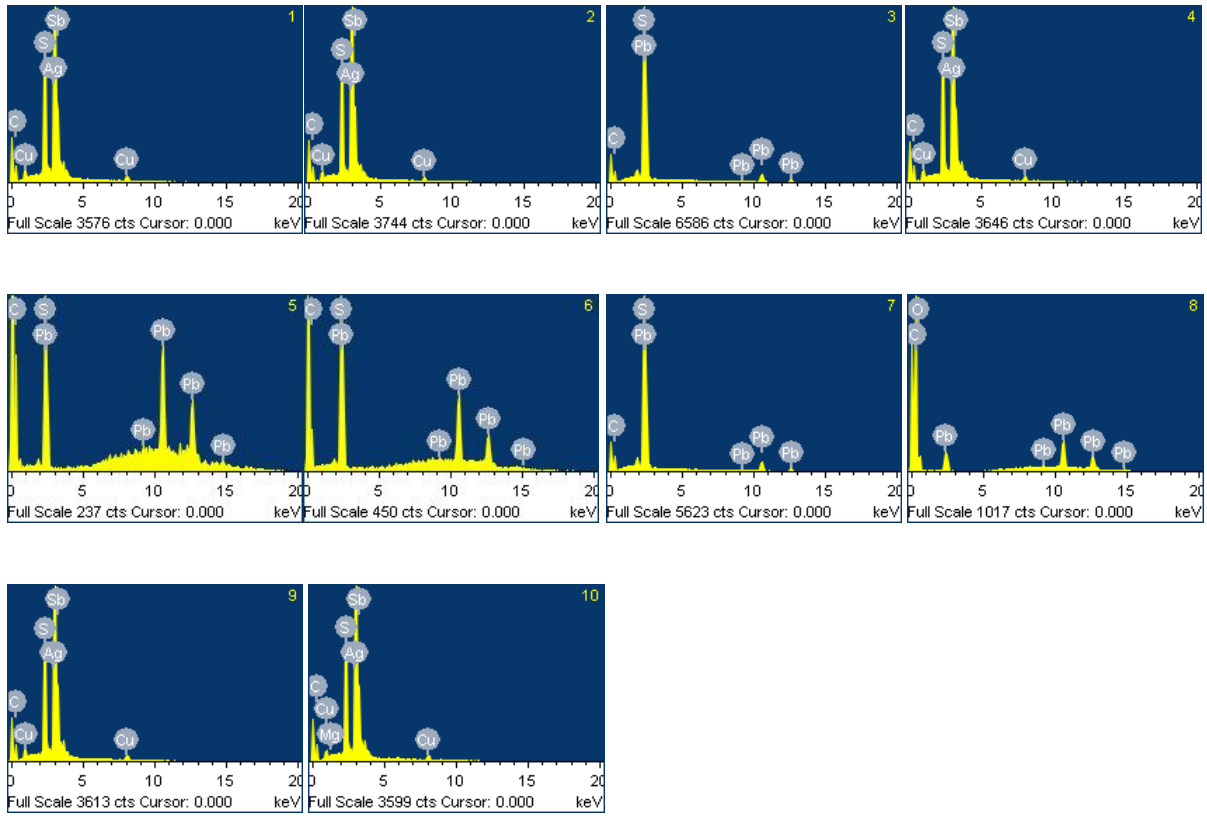 1
Sb
S
Ag
C
Cu
Cu
0 5 10 15 20
Full Scale 3576 cts Cursor: 0.000 keV
2
Sb
S
Ag
C
Cu
Cu
0 5 10 15 20
Full Scale 3744 cts Cursor: 0.000 keV
3
S
Pb
C
Pb
Pb
Pb
0 5 10 15 20
Full Scale 6586 cts Cursor: 0.000 keV
4
Sb
S
Ag
C
Cu
Cu
0 5 10 15 20
Full Scale 3646 cts Cursor: 0.000 keV
5
C
S
Pb
Pb
Pb
Pb
Pb
0 5 10 15 20
Full Scale 237 cts Cursor: 0.000 keV
6
C
S
Pb
Pb
Pb
Pb
Pb
0 5 10 15 20
Full Scale 450 cts Cursor: 0.000 keV
7
S
Pb
C
Pb
Pb
Pb
0 5 10 15 20
Full Scale 5623 cts Cursor: 0.000 keV
8
O
C
Pb
Pb
Pb
Pb
Pb
0 5 10 15 20
Full Scale 1017 cts Cursor: 0.000 keV
9
Sb
S
Ag
C
Cu
Cu
0 5 10 15 20
Full Scale 3613 cts Cursor: 0.000 keV
10
Sb
S
Ag
C
Cu
Mg
Cu
0 5 10 15 20
Full Scale 3599 cts Cursor: 0.000 keV